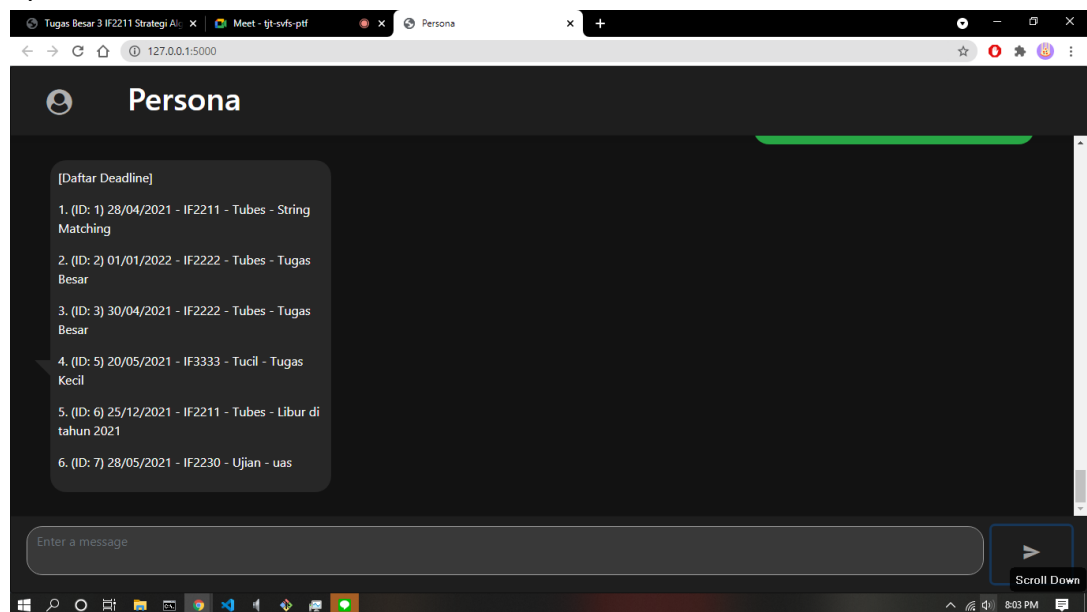 Tugas Besar 3 IF2211 Strategi Alg
Meet - tjt-svfs-ptf
Persona
127.0.0.1:5000
Persona
[Daftar Deadline]
1. (ID: 1) 28/04/2021 - IF2211 - Tubes - String
Matching
2. (ID: 2) 01/01/2022 - IF2222 - Tubes - Tugas
Besar
3. (ID: 3) 30/04/2021 - IF2222 - Tubes - Tugas
Besar
4. (ID: 5) 20/05/2021 - IF3333 - Tucil - Tugas
Kecil
5. (ID: 6) 25/12/2021 - IF2211 - Tubes - Libur di
tahun 2021
6. (ID: 7) 28/05/2021 - IF2230 - Ujian - uas
Enter a message
Scroll Down
8:03 PM